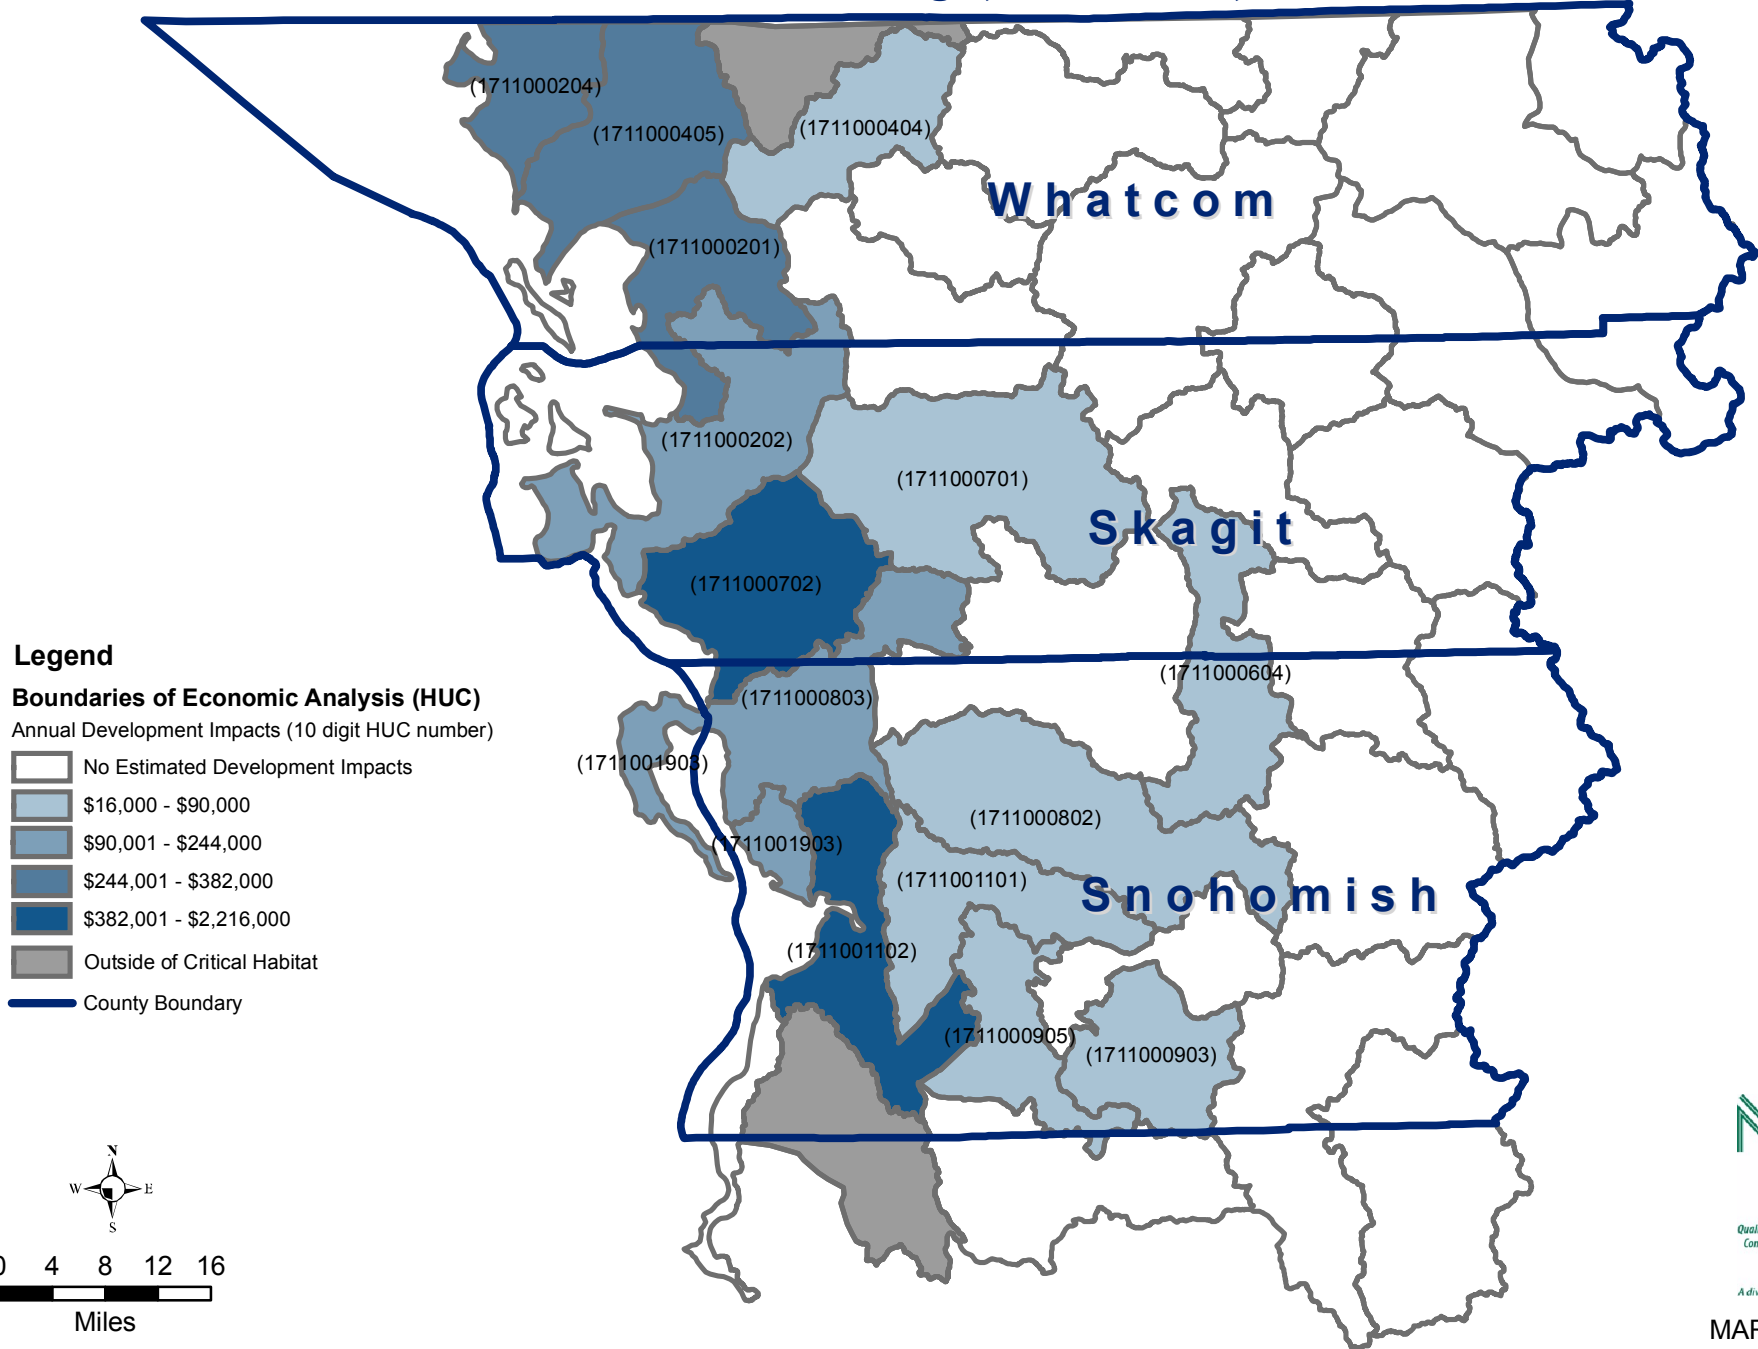 (1711000204)
(1711000405)
(1711000404)
Whatcom
(1711000201)
(1711000202)
(1711000701)
Skagit
(1711000702)
(1711000604)
(1711000803)
(1711001903)
(1711000802)
(1711001903)
(1711001101)
Snohomish
(1711001102)
(1711000905)
(1711000903)
Legend
Boundaries of Economic Analysis (HUC)
Annual Development Impacts (10 digit HUC number)
No Estimated Development Impacts
$16,000 - $90,000
$90,001 - $244,000
$244,001 - $382,000
$382,001 - $2,216,000
Outside of Critical Habitat
County Boundary
N
W E
S
0 4 8 12 16
Miles